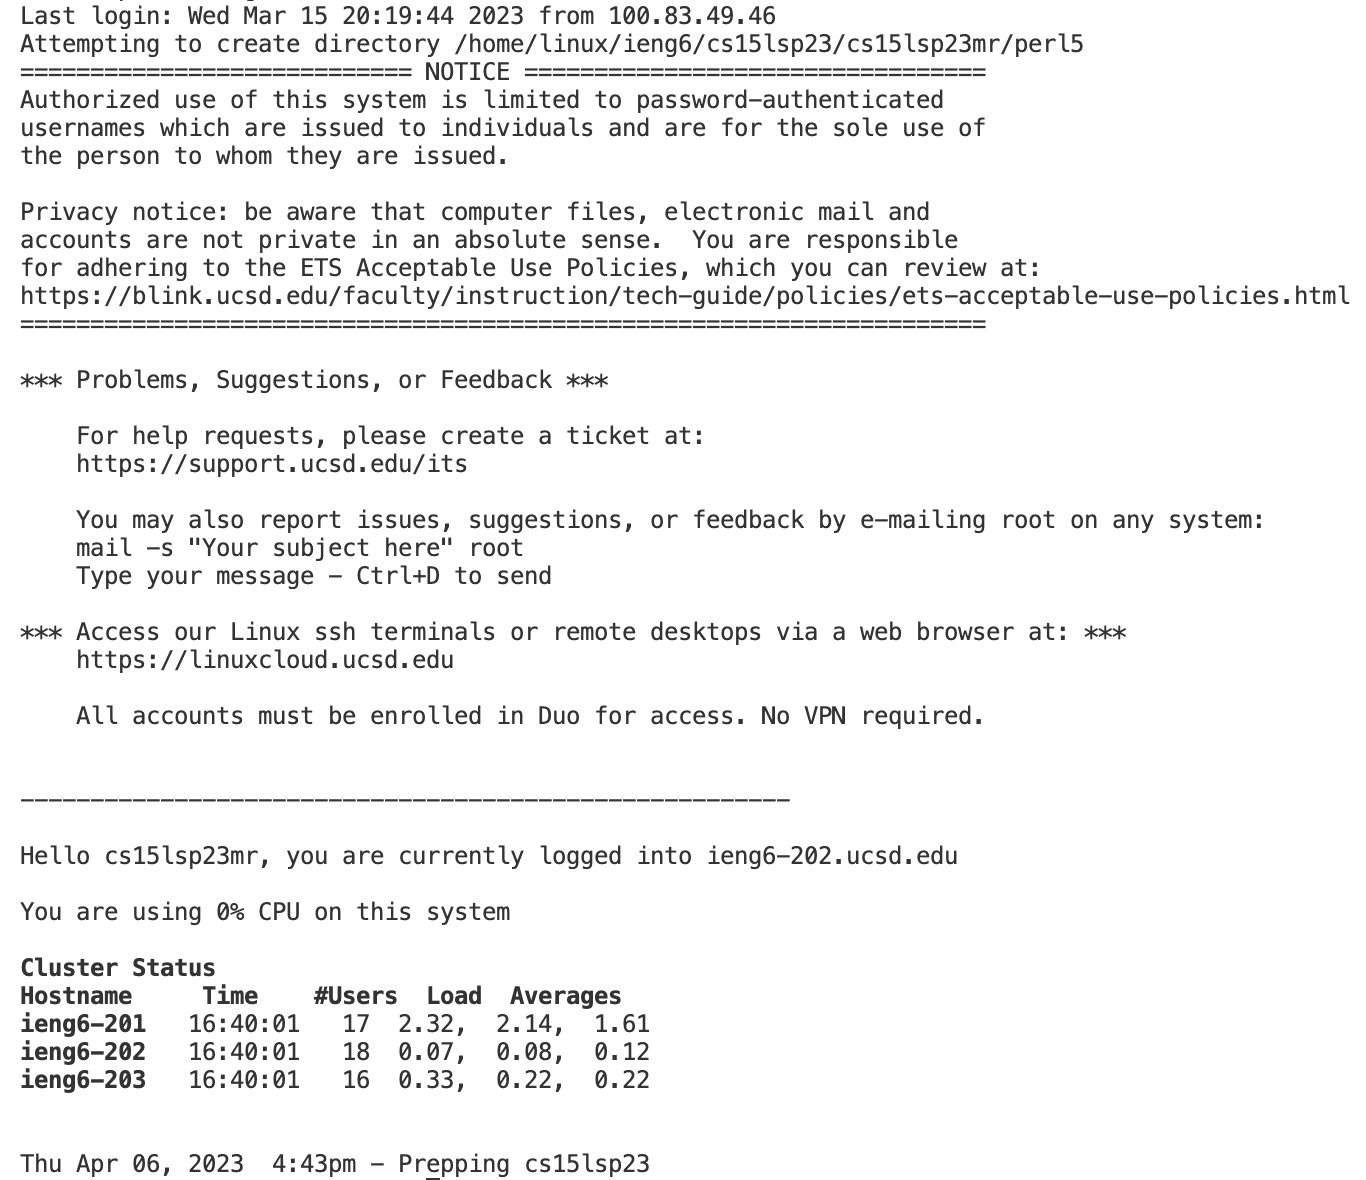 Last login: Wed Mar 15 20:19:44 2023 from 100.83.49.46
Attempting to create directory /home/linux/ieng6/cs15lsp23/cs15lsp23mr/perl5
============================ NOTICE =================================
Authorized use of this system is limited to password-authenticated
usernames which are issued to individuals and are for the sole use of
the person to whom they are issued.

Privacy notice: be aware that computer files, electronic mail and
accounts are not private in an absolute sense.  You are responsible
for adhering to the ETS Acceptable Use Policies, which you can review at:
https://blink.ucsd.edu/faculty/instruction/tech-guide/policies/ets-acceptable-use-policies.html
=====================================================================

*** Problems, Suggestions, or Feedback ***

    For help requests, please create a ticket at:
    https://support.ucsd.edu/its

    You may also report issues, suggestions, or feedback by e-mailing root on any system:
    mail -s "Your subject here" root
    Type your message - Ctrl+D to send

*** Access our Linux ssh terminals or remote desktops via a web browser at: ***
    https://linuxcloud.ucsd.edu

    All accounts must be enrolled in Duo for access. No VPN required.


-------------------------------------------------------

Hello cs15lsp23mr, you are currently logged into ieng6-202.ucsd.edu

You are using 0% CPU on this system

Cluster Status
Hostname     Time    #Users  Load  Averages
ieng6-201   16:40:01   17  2.32,  2.14,  1.61
ieng6-202   16:40:01   18  0.07,  0.08,  0.12
ieng6-203   16:40:01   16  0.33,  0.22,  0.22


Thu Apr 06, 2023  4:43pm - Prepping cs15lsp23